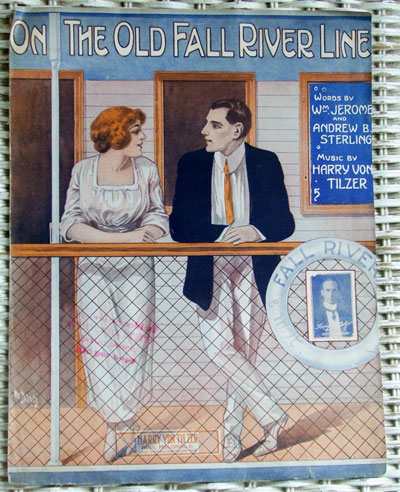 ON THE OLD FALL RIVER LINE
WORDS BY
WM. JEROME
AND
ANDREW B.
STERLING
MUSIC BY
HARRY VON
TILZER
5
FALL RIVER
HARRY VON TILZER